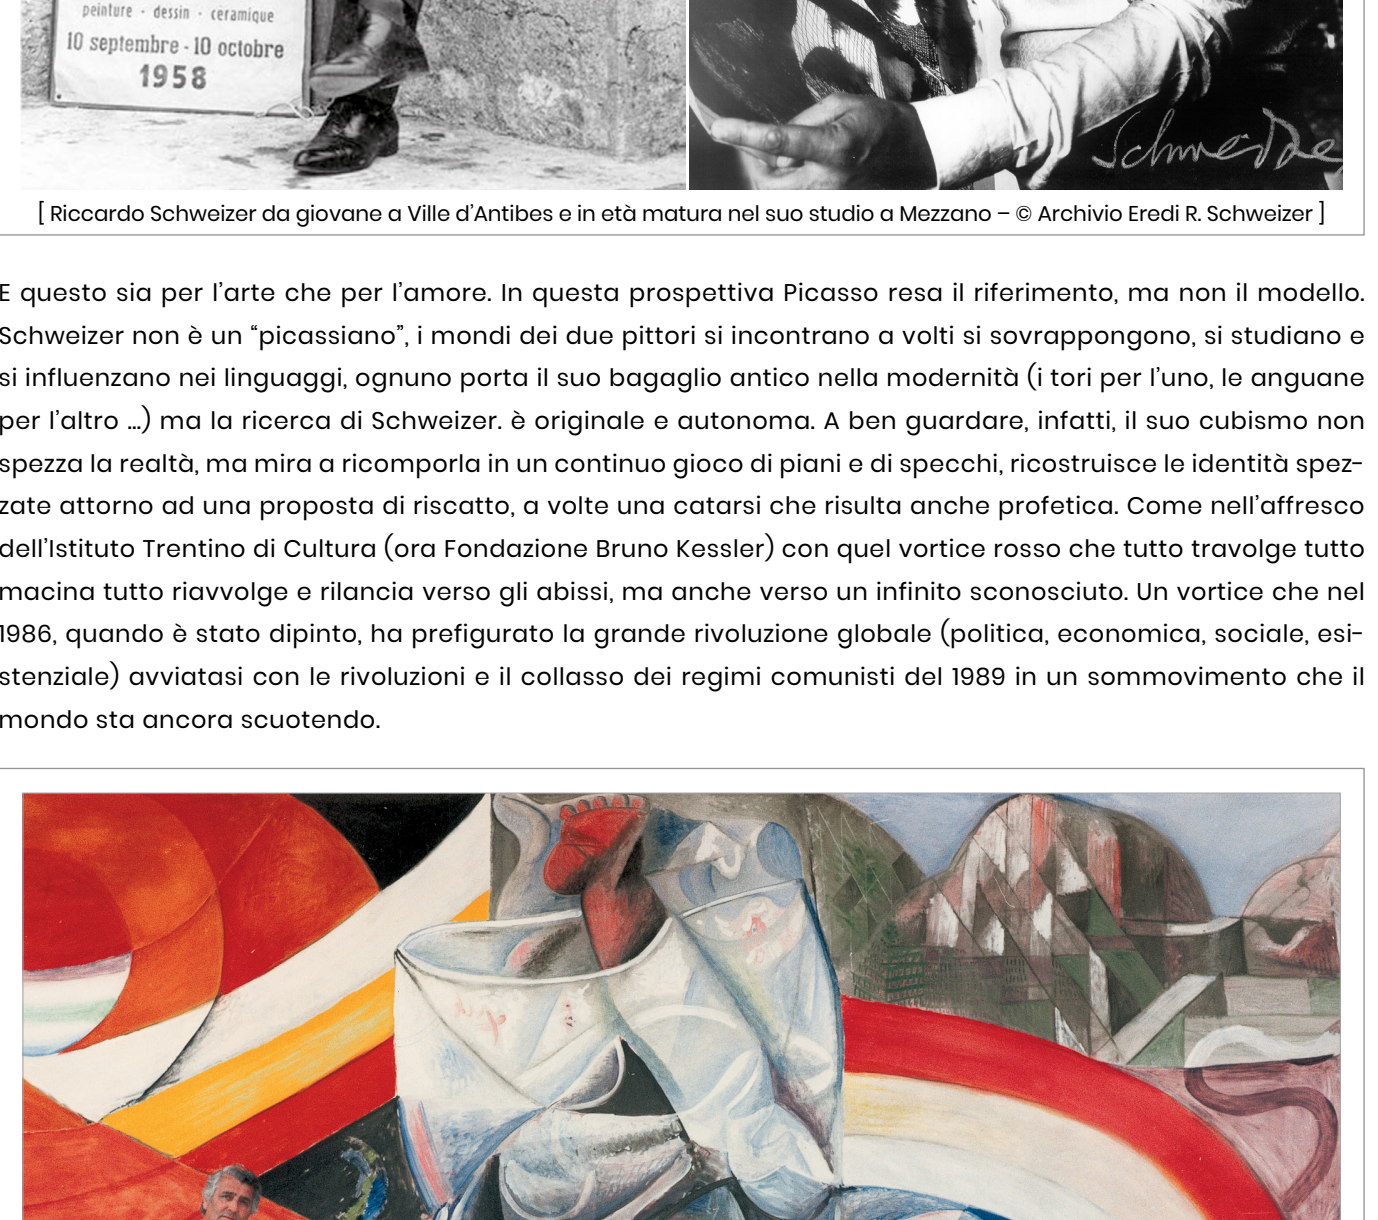 peinture · dessin · ceramique
10 septembre - 10 octobre
1958
[ Riccardo Schweizer da giovane a Ville d’Antibes e in età matura nel suo studio a Mezzano – © Archivio Eredi R. Schweizer ]
E questo sia per l’arte che per l’amore. In questa prospettiva Picasso resa il riferimento, ma non il modello.
Schweizer non è un “picassiano”, i mondi dei due pittori si incontrano a volti si sovrappongono, si studiano e
si influenzano nei linguaggi, ognuno porta il suo bagaglio antico nella modernità (i tori per l’uno, le anguane
per l’altro …) ma la ricerca di Schweizer. è originale e autonoma. A ben guardare, infatti, il suo cubismo non
spezza la realtà, ma mira a ricomporla in un continuo gioco di piani e di specchi, ricostruisce le identità spez-
zate attorno ad una proposta di riscatto, a volte una catarsi che risulta anche profetica. Come nell’affresco
dell’Istituto Trentino di Cultura (ora Fondazione Bruno Kessler) con quel vortice rosso che tutto travolge tutto
macina tutto riavvolge e rilancia verso gli abissi, ma anche verso un infinito sconosciuto. Un vortice che nel
1986, quando è stato dipinto, ha prefigurato la grande rivoluzione globale (politica, economica, sociale, esi-
stenziale) avviatasi con le rivoluzioni e il collasso dei regimi comunisti del 1989 in un sommovimento che il
mondo sta ancora scuotendo.